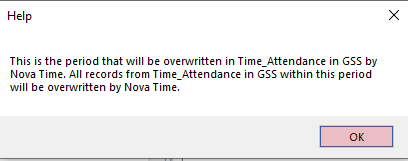 Help
This is the period that will be overwritten in Time_Attendance in GSS by
Nova Time. All records from Time_Attendance in GSS within this period
will be overwritten by Nova Time.
OK